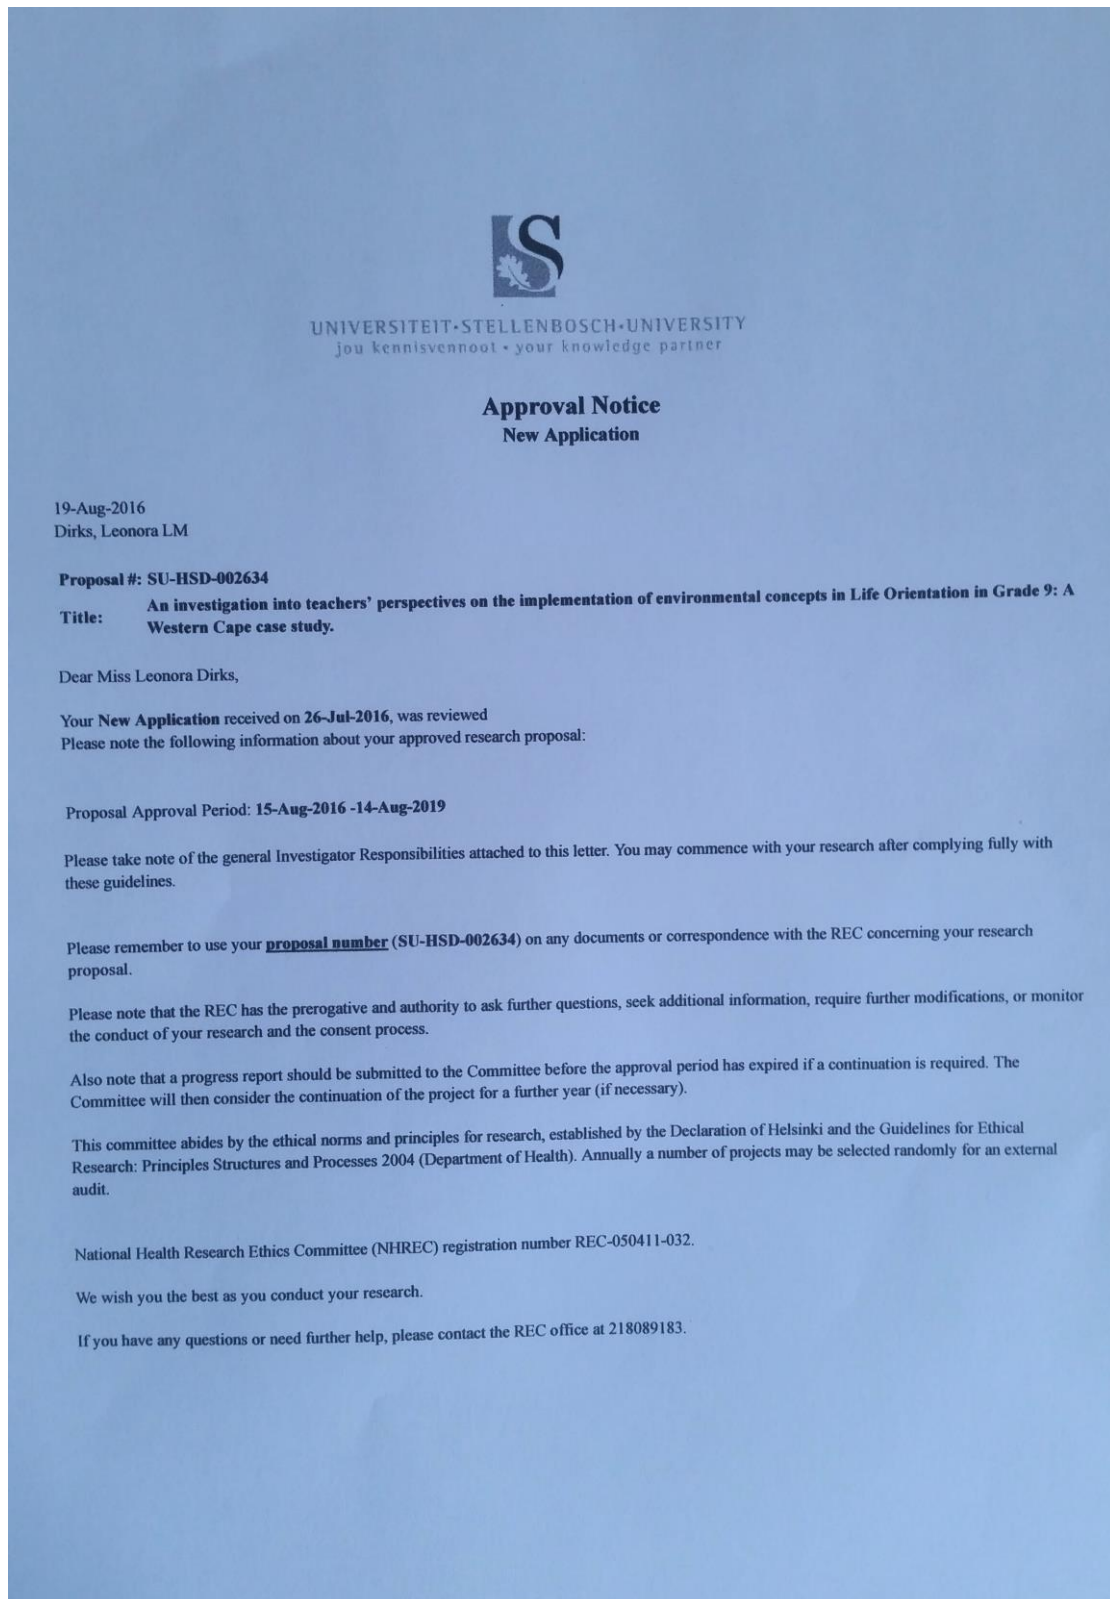 S
UNIVERSITEIT•STELLENBOSCH•UNIVERSITY
jou kennisvennoot • your knowledge partner
Approval Notice
New Application
19-Aug-2016
Dirks, Leonora LM
Proposal #: SU-HSD-002634
Title: An investigation into teachers’ perspectives on the implementation of environmental concepts in Life Orientation in Grade 9: A
Western Cape case study.
Dear Miss Leonora Dirks,
Your New Application received on 26-Jul-2016, was reviewed
Please note the following information about your approved research proposal:
Proposal Approval Period: 15-Aug-2016 -14-Aug-2019
Please take note of the general Investigator Responsibilities attached to this letter. You may commence with your research after complying fully with
these guidelines.
Please remember to use your proposal number (SU-HSD-002634) on any documents or correspondence with the REC concerning your research
proposal.
Please note that the REC has the prerogative and authority to ask further questions, seek additional information, require further modifications, or monitor
the conduct of your research and the consent process.
Also note that a progress report should be submitted to the Committee before the approval period has expired if a continuation is required. The
Committee will then consider the continuation of the project for a further year (if necessary).
This committee abides by the ethical norms and principles for research, established by the Declaration of Helsinki and the Guidelines for Ethical
Research: Principles Structures and Processes 2004 (Department of Health). Annually a number of projects may be selected randomly for an external
audit.
National Health Research Ethics Committee (NHREC) registration number REC-050411-032.
We wish you the best as you conduct your research.
If you have any questions or need further help, please contact the REC office at 218089183.